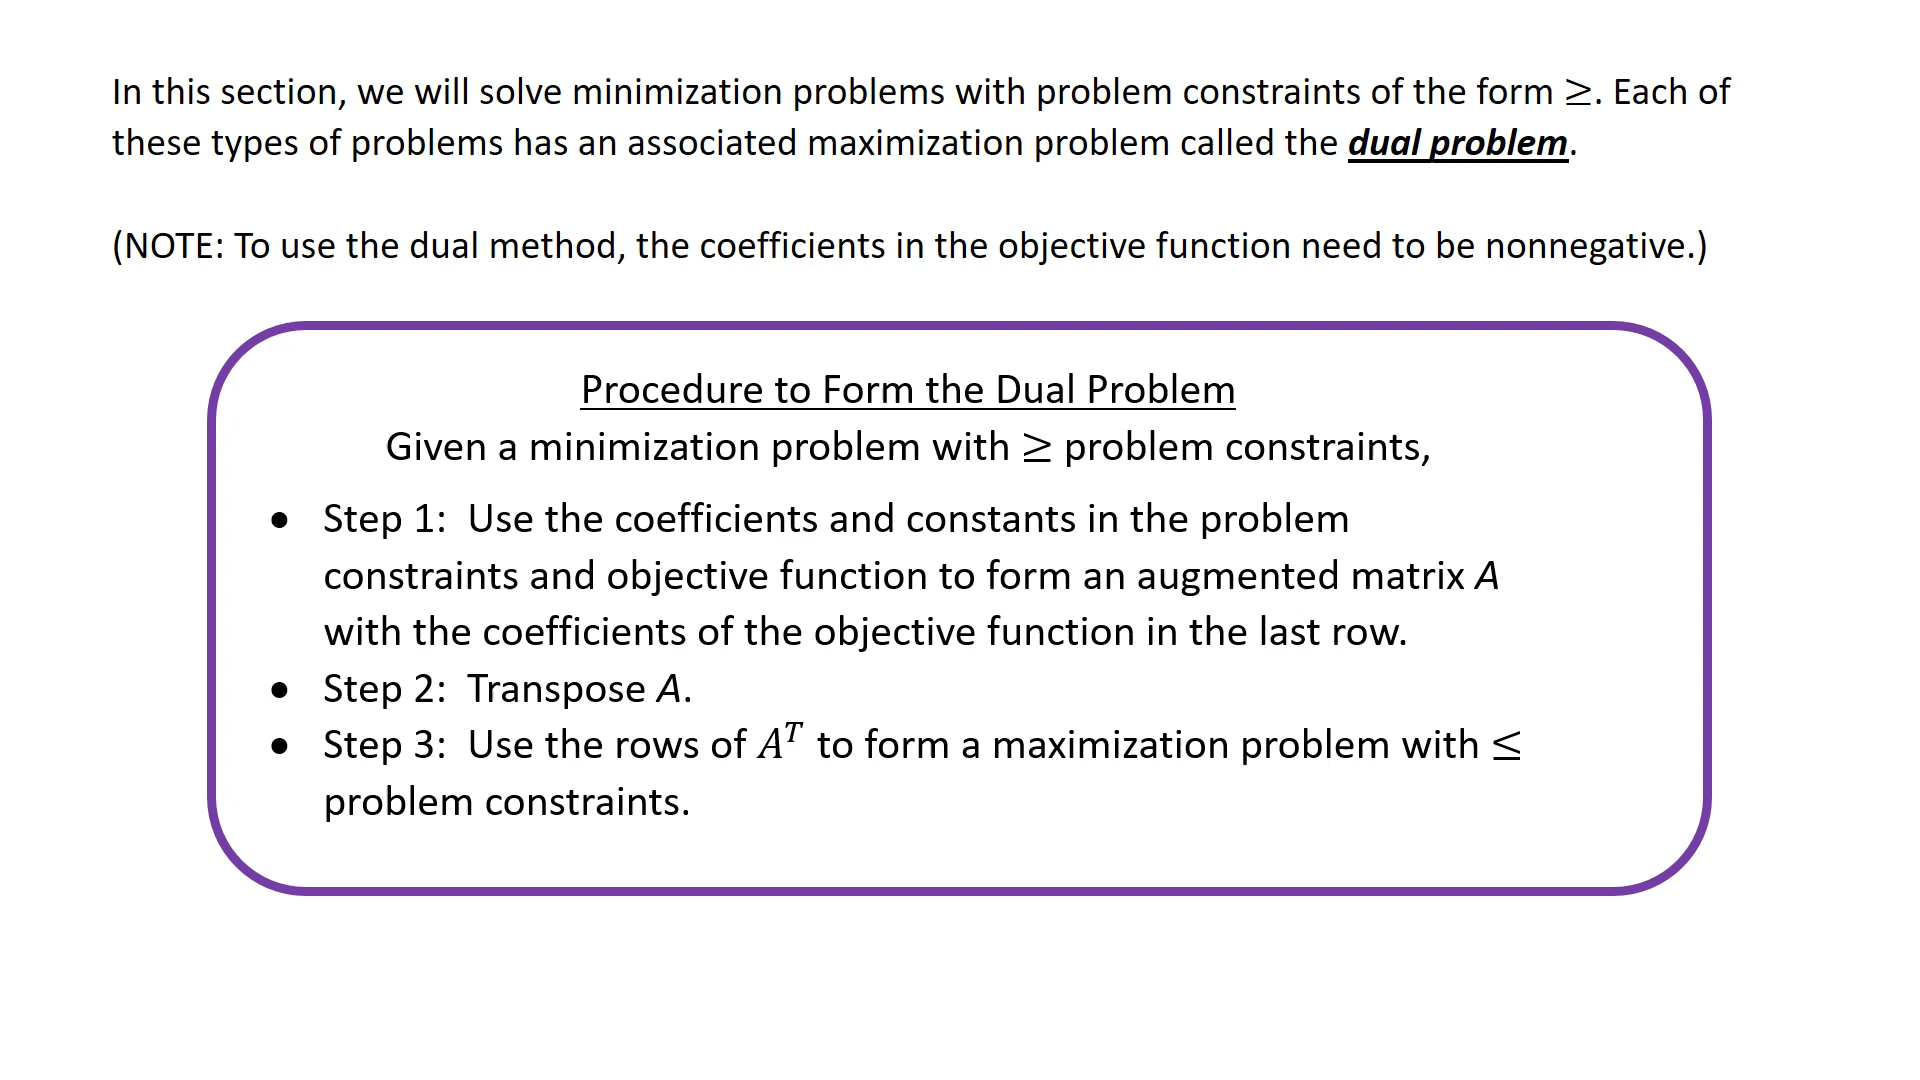 In this section, we will solve minimization problems with problem constraints of the form ≥. Each of
these types of problems has an associated maximization problem called the dual problem.
(NOTE: To use the dual method, the coefficients in the objective function need to be nonnegative.)
Procedure to Form the Dual Problem
Given a minimization problem with ≥ problem constraints,
• Step 1:  Use the coefficients and constants in the problem
constraints and objective function to form an augmented matrix A
with the coefficients of the objective function in the last row.
• Step 2:  Transpose A.
• Step 3:  Use the rows of Aᵀ to form a maximization problem with ≤
problem constraints.